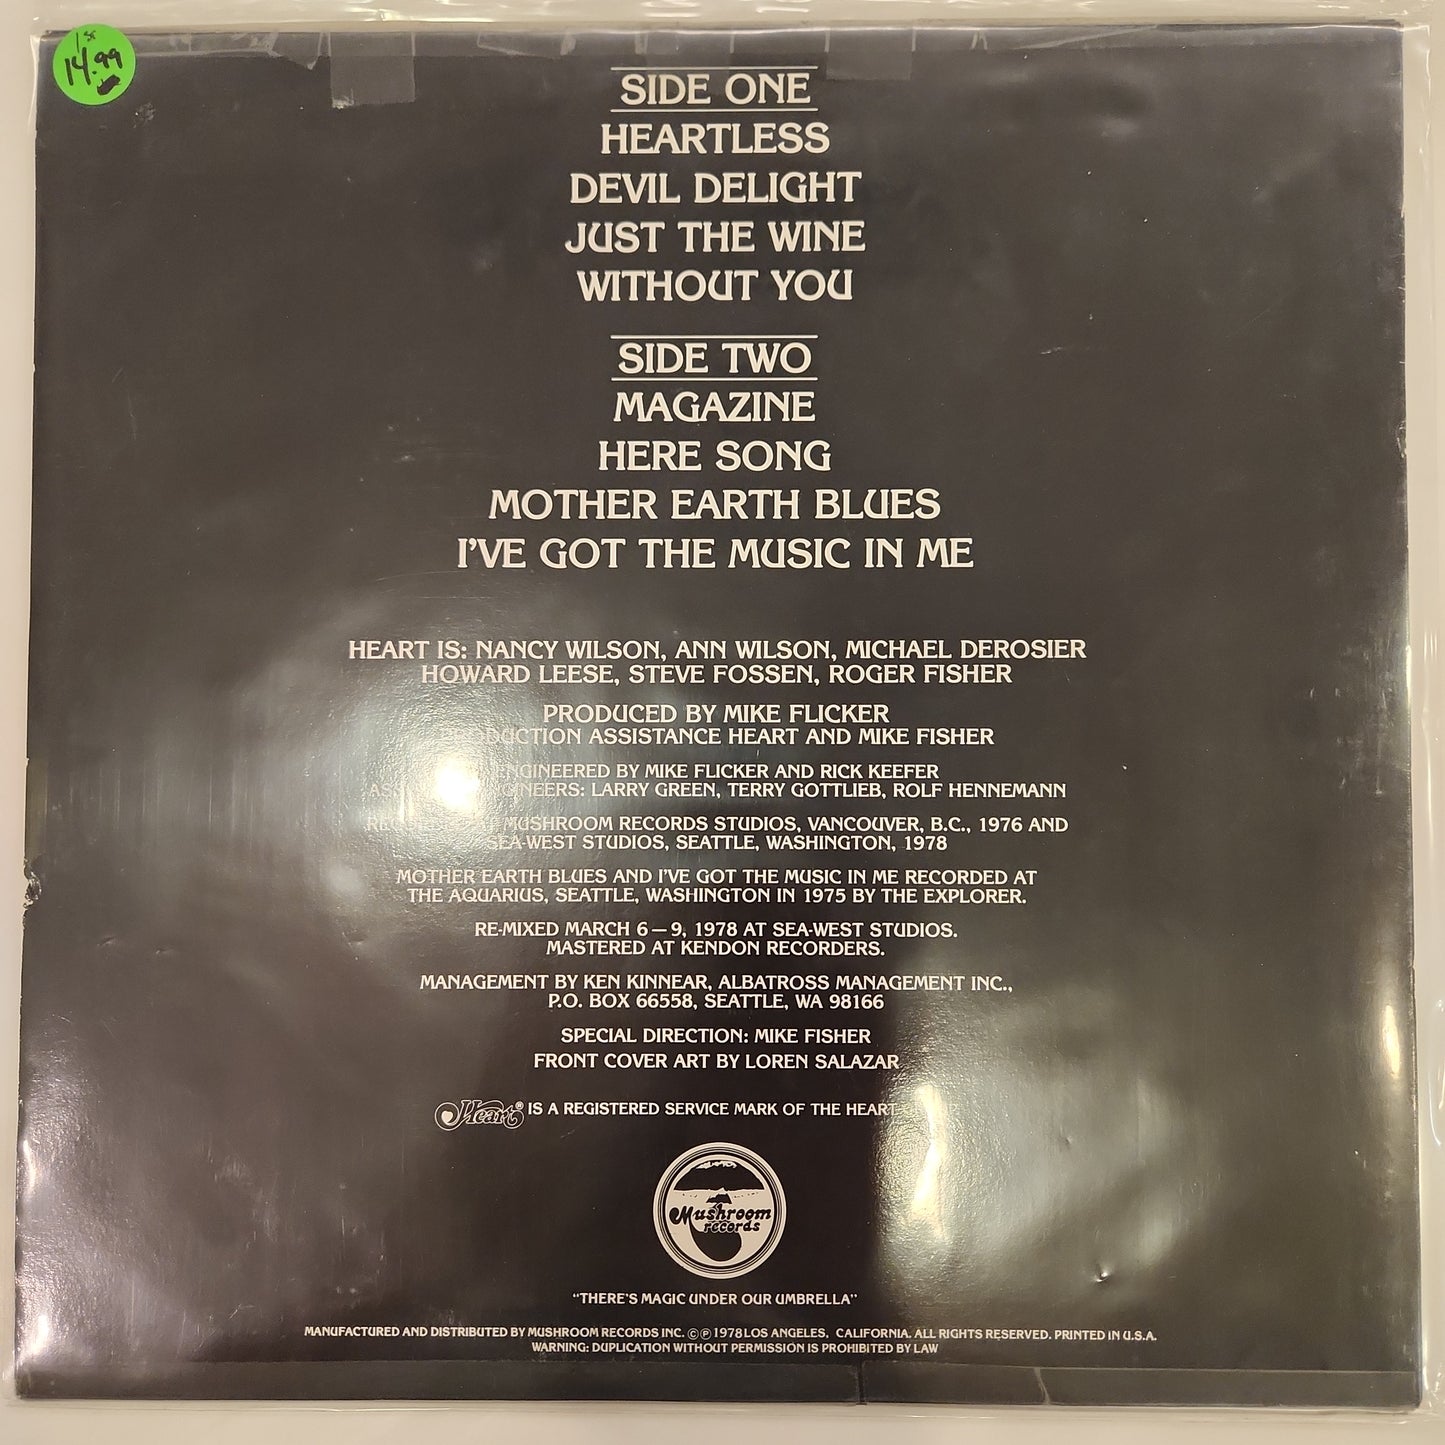 1st
14.99
SIDE ONE
HEARTLESS
DEVIL DELIGHT
JUST THE WINE
WITHOUT YOU
SIDE TWO
MAGAZINE
HERE SONG
MOTHER EARTH BLUES
I'VE GOT THE MUSIC IN ME
HEART IS: NANCY WILSON, ANN WILSON, MICHAEL DEROSIER
HOWARD LEESE, STEVE FOSSEN, ROGER FISHER
PRODUCED BY MIKE FLICKER
PRODUCTION ASSISTANCE HEART AND MIKE FISHER
ENGINEERED BY MIKE FLICKER AND RICK KEEFER
ENGINEERS: LARRY GREEN, TERRY GOTTLIEB, ROLF HENNEMANN
MUSHROOM RECORDS STUDIOS, VANCOUVER, B.C., 1976 AND
SEA-WEST STUDIOS, SEATTLE, WASHINGTON, 1978
MOTHER EARTH BLUES AND I'VE GOT THE MUSIC IN ME RECORDED AT
THE AQUARIUS, SEATTLE, WASHINGTON IN 1975 BY THE EXPLORER.
RE-MIXED MARCH 6—9, 1978 AT SEA-WEST STUDIOS.
MASTERED AT KENDON RECORDERS.
MANAGEMENT BY KEN KINNEAR, ALBATROSS MANAGEMENT INC.,
P.O. BOX 66558, SEATTLE, WA 98166
SPECIAL DIRECTION: MIKE FISHER
FRONT COVER ART BY LOREN SALAZAR
Heart® IS A REGISTERED SERVICE MARK OF THE HEART
Mushroom
records
"THERE'S MAGIC UNDER OUR UMBRELLA"
MANUFACTURED AND DISTRIBUTED BY MUSHROOM RECORDS INC. ©℗1978 LOS ANGELES, CALIFORNIA. ALL RIGHTS RESERVED. PRINTED IN U.S.A.
WARNING: DUPLICATION WITHOUT PERMISSION IS PROHIBITED BY LAW